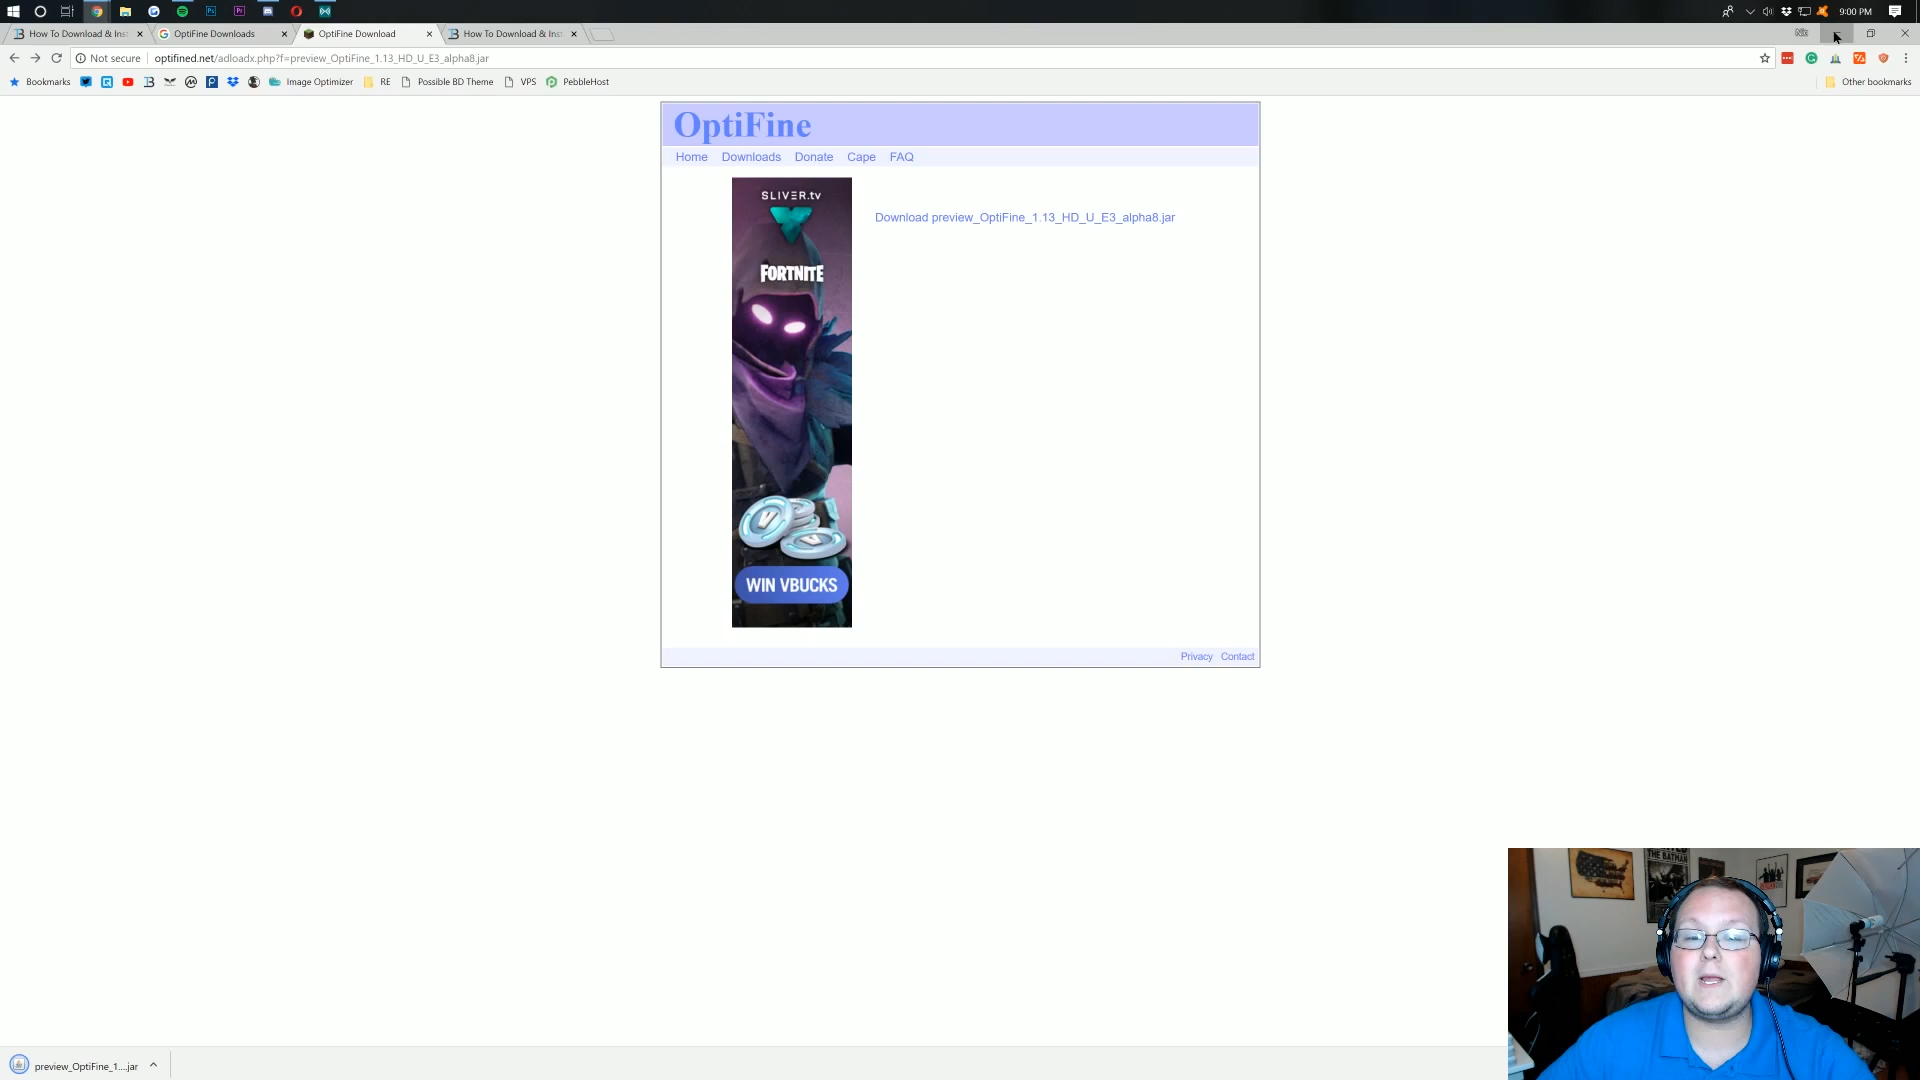 9:00 PM
How To Download & Ins
OptiFine Downloads
OptiFine Download
How To Download & Ins
Not secure
optifined.net/adloadx.php?f=preview_OptiFine_1.13_HD_U_E3_alpha8.jar
Bookmarks
Image Optimizer
RE
Possible BD Theme
VPS
PebbleHost
Other bookmarks
OptiFine
Home Downloads Donate Cape FAQ
SLIVER.tv
Download preview_OptiFine_1.13_HD_U_E3_alpha8.jar
FORTNITE
WIN VBUCKS
Privacy Contact
THE BATMAN
preview_OptiFine_1....jar